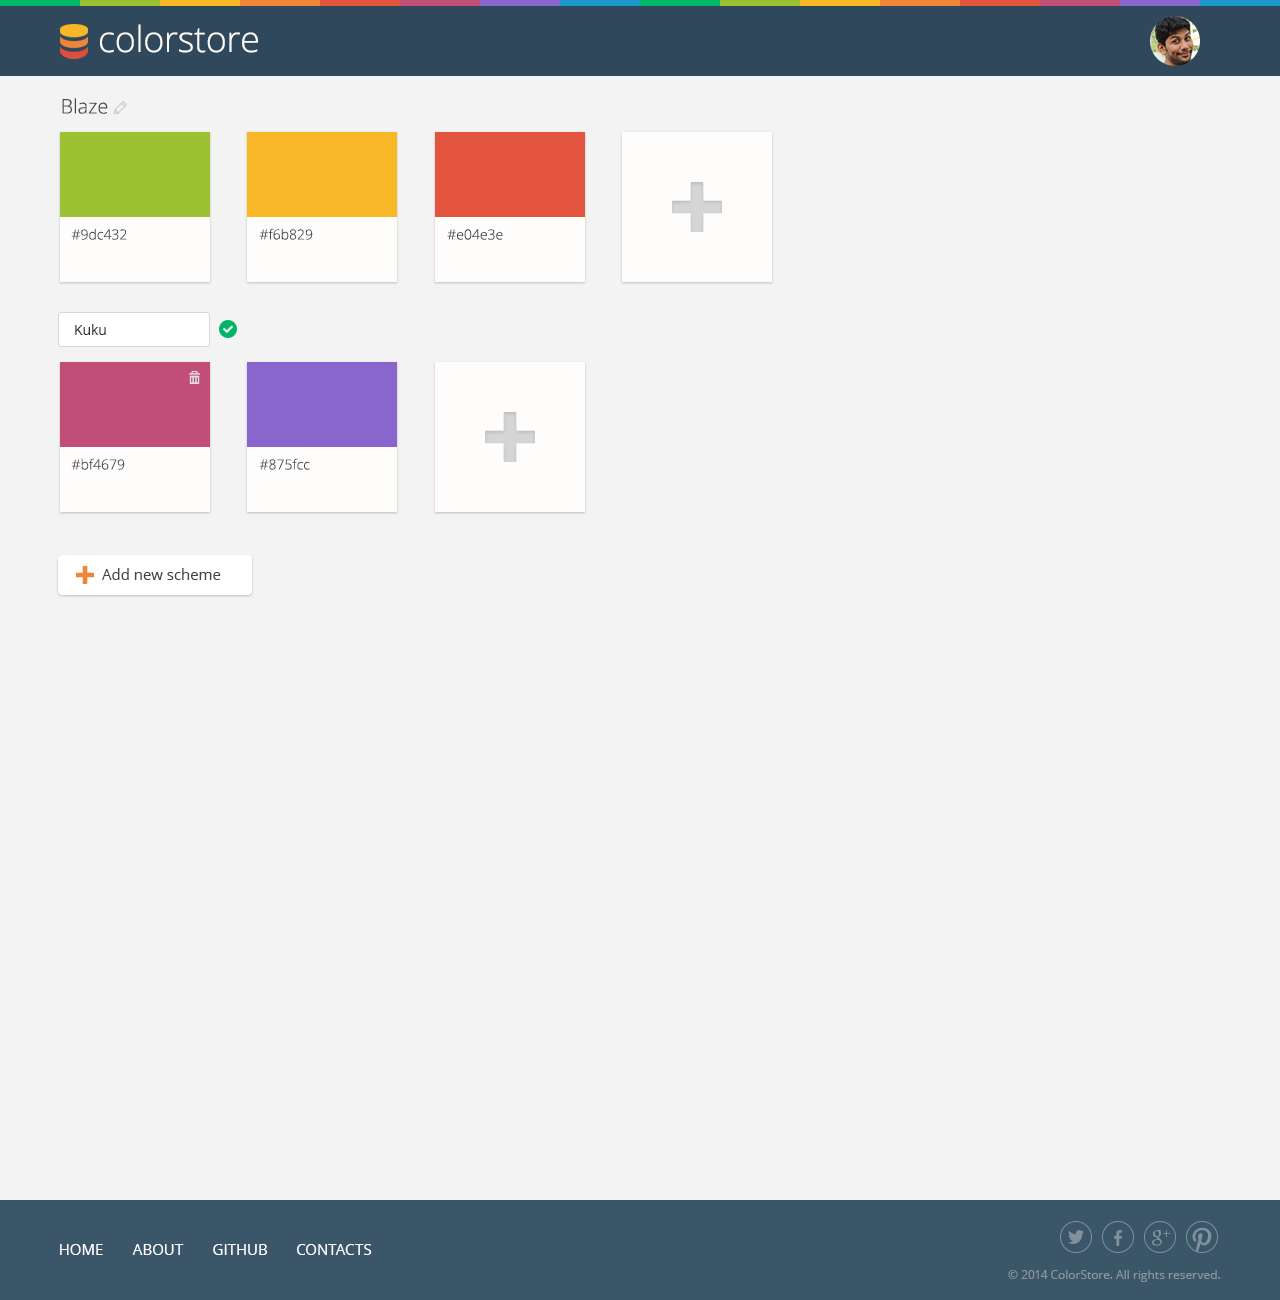 colorstore
Blaze
#9dc432 #f6b829 #e04e3e
Kuku
#bf4679 #875fcc
Add new scheme
HOME ABOUT GITHUB CONTACTS
© 2014 ColorStore. All rights reserved.